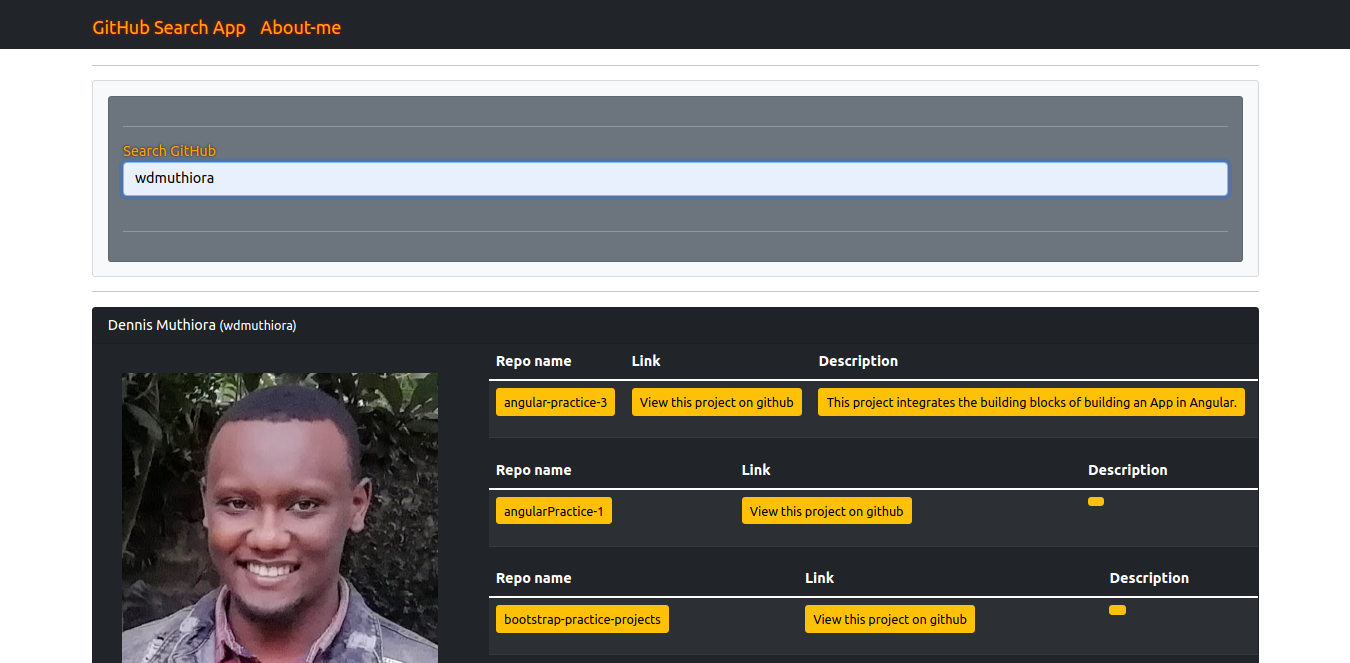 GitHub Search App About-me
Search GitHub
wdmuthiora
Dennis Muthiora (wdmuthiora)
Repo name Link Description
angular-practice-3 View this project on github This project integrates the building blocks of building an App in Angular.
Repo name Link Description
angularPractice-1 View this project on github
Repo name Link Description
bootstrap-practice-projects View this project on github